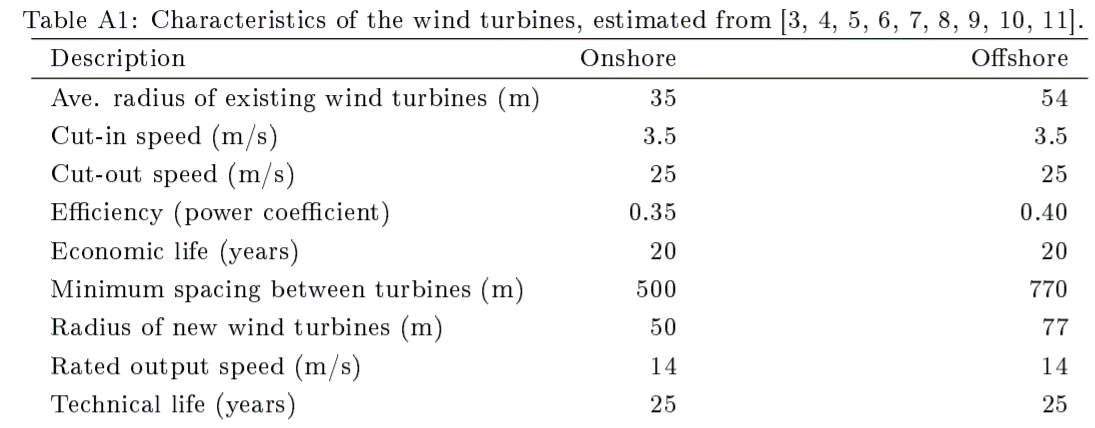 Table A1: Characteristics of the wind turbines, estimated from [3, 4, 5, 6, 7, 8, 9, 10, 11].
Description Onshore Offshore
Ave. radius of existing wind turbines (m) 35 54
Cut-in speed (m/s) 3.5 3.5
Cut-out speed (m/s) 25 25
Efficiency (power coefficient) 0.35 0.40
Economic life (years) 20 20
Minimum spacing between turbines (m) 500 770
Radius of new wind turbines (m) 50 77
Rated output speed (m/s) 14 14
Technical life (years) 25 25